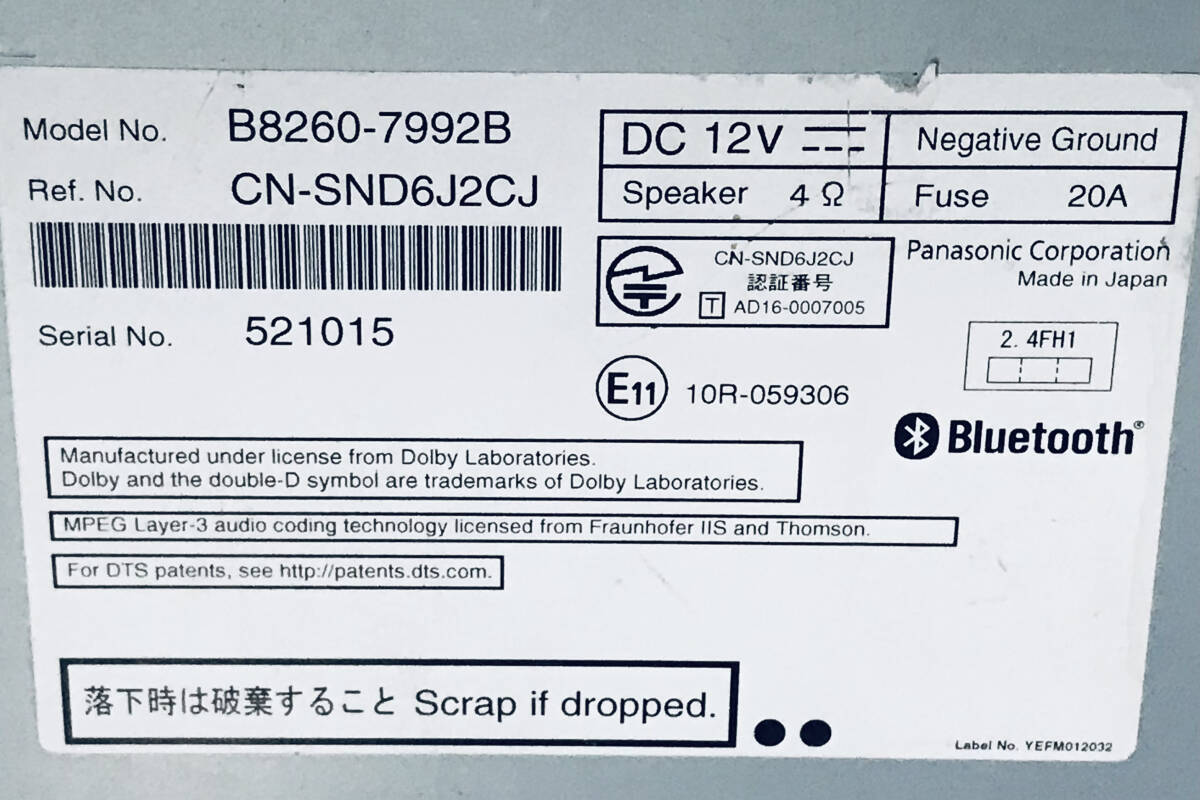 Model No. B8260-7992B
Ref. No. CN-SND6J2CJ
Serial No. 521015
DC 12V Negative Ground
Speaker 4 Ω Fuse 20A
CN-SND6J2CJ
認証番号
T AD16-0007005
Panasonic Corporation
Made in Japan
2. 4FH1
E11 10R-059306
Bluetooth®
Manufactured under license from Dolby Laboratories.
Dolby and the double-D symbol are trademarks of Dolby Laboratories.
MPEG Layer-3 audio coding technology licensed from Fraunhofer IIS and Thomson.
For DTS patents, see http://patents.dts.com.
落下時は破棄すること Scrap if dropped.
Label No. YEFM012032